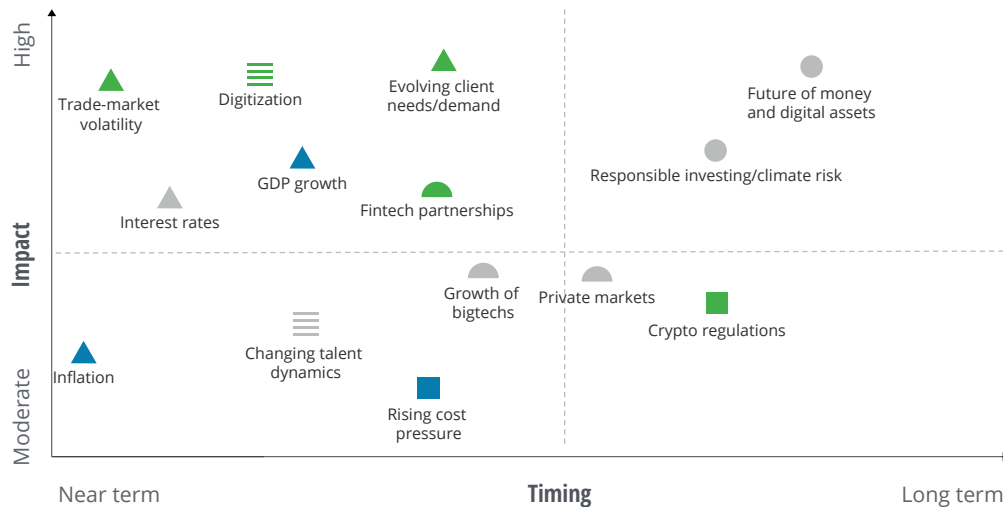 High
Trade-market
volatility
Digitization
Evolving client
needs/demand
Future of money
and digital assets
GDP growth
Responsible investing/climate risk
Interest rates
Fintech partnerships
Impact
Growth of
bigtechs
Private markets
Crypto regulations
Changing talent
dynamics
Inflation
Rising cost
pressure
Moderate
Near term
Timing
Long term